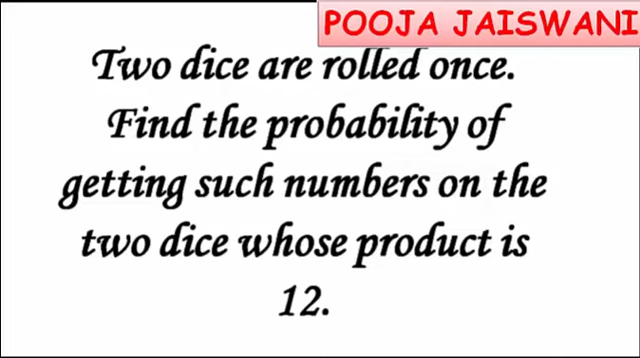 POOJA JAISWANI
Two dice are rolled once.
Find the probability of
getting such numbers on the
two dice whose product is
12.